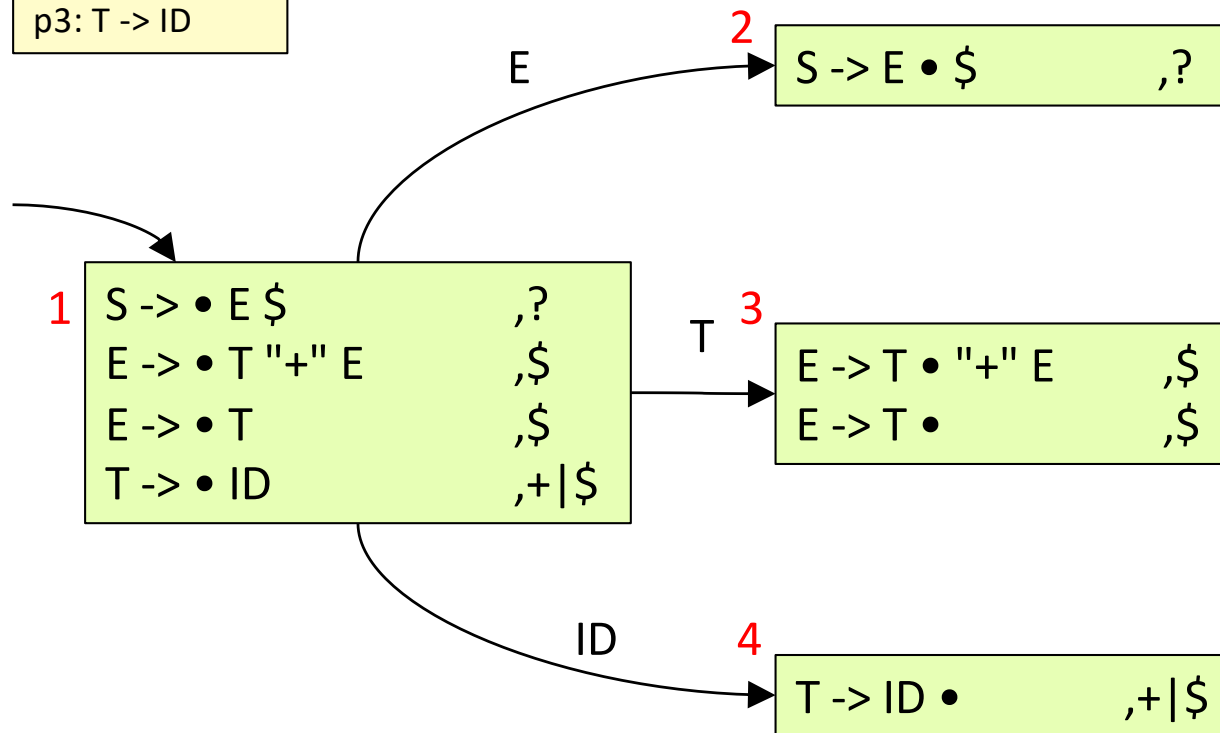 p3: T -> ID
2
E
S -> E • $ ,?
1
S -> • E $ ,?
E -> • T "+" E ,$
E -> • T ,$
T -> • ID ,+|$
T
3
E -> T • "+" E ,$
E -> T • ,$
ID
4
T -> ID • ,+|$